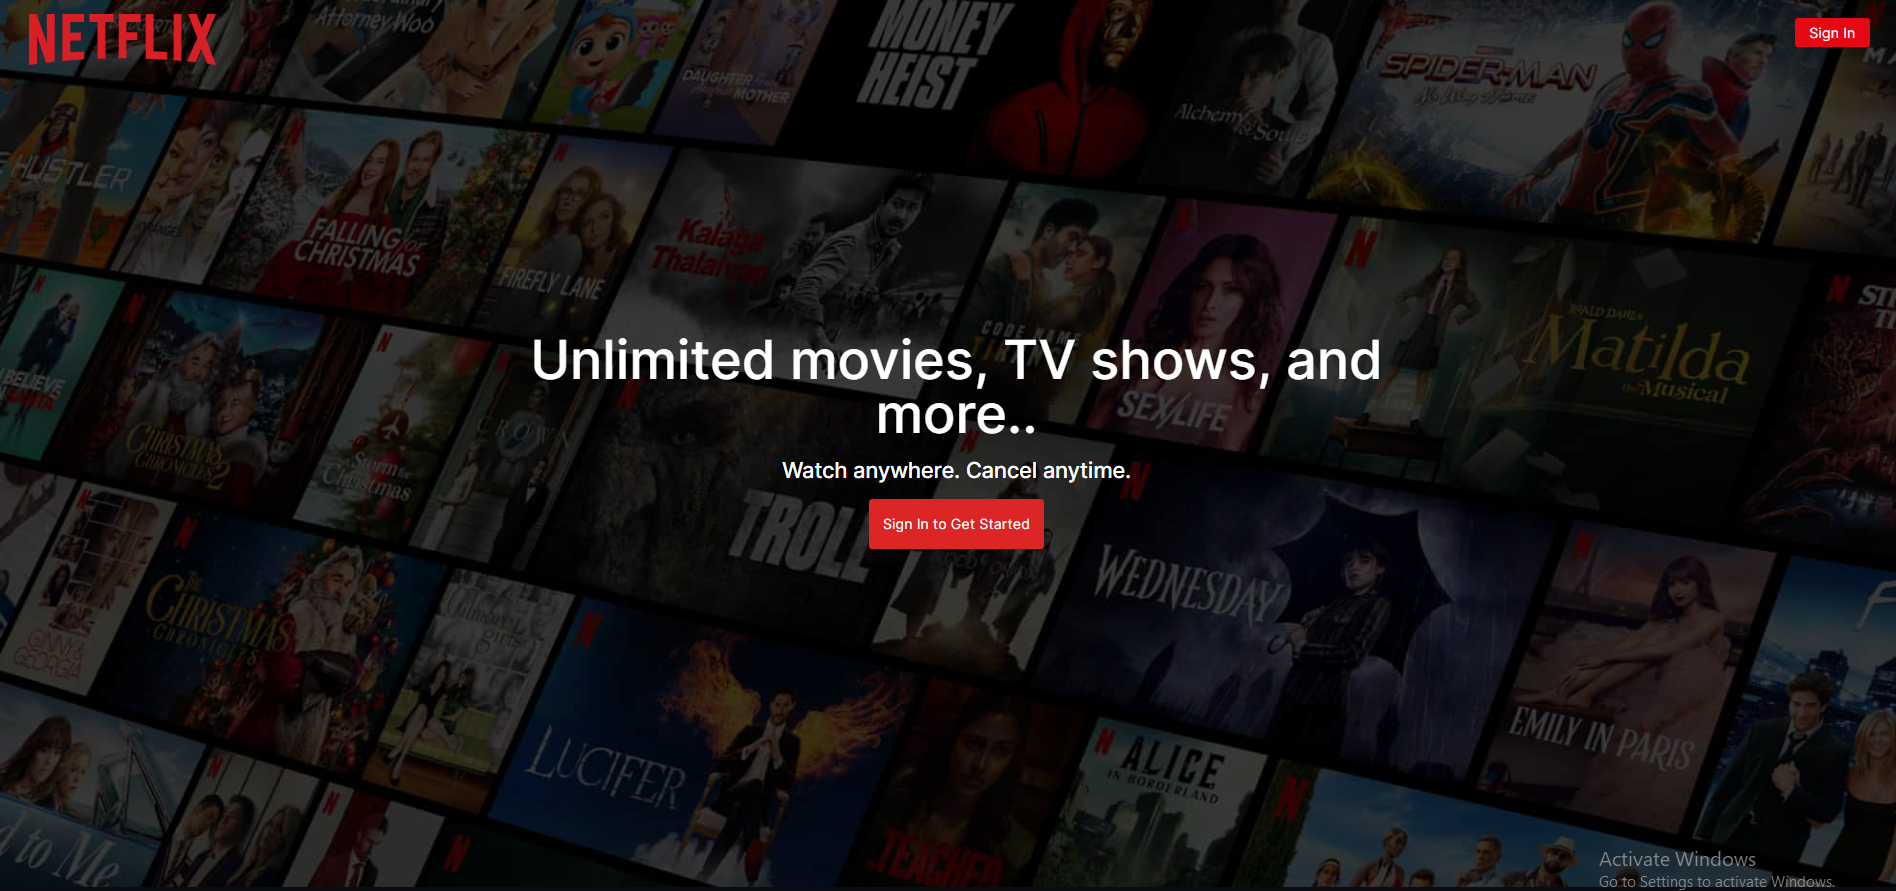 NETFLIX
Sign In
Attorney Woo
MONEY
HEIST
DAUGHTER
MOTHER
Alchemy
of Souls
SPIDER-MAN
No Way Home
HUSTLER
FALLING for
CHRISTMAS
FIREFLY LANE
Kalaga
Thalaivan
CODE NAME
SEX/LIFE
ROALD DAHL's
Matilda
the Musical
BELIEVE
SANTA
CHRISTMAS
CHRONICLES 2
Storm for
Christmas
CROWN
Unlimited movies, TV shows, and
more..
Watch anywhere. Cancel anytime.
Sign In to Get Started
TROLL
WEDNESDAY
GINNY &
GEORGIA
The
CHRISTMAS
CHRONICLES
LUCIFER
EMILY IN PARIS
ALICE
IN BORDERLAND
TEACHER
d to Me
Activate Windows
Go to Settings to activate Windows.